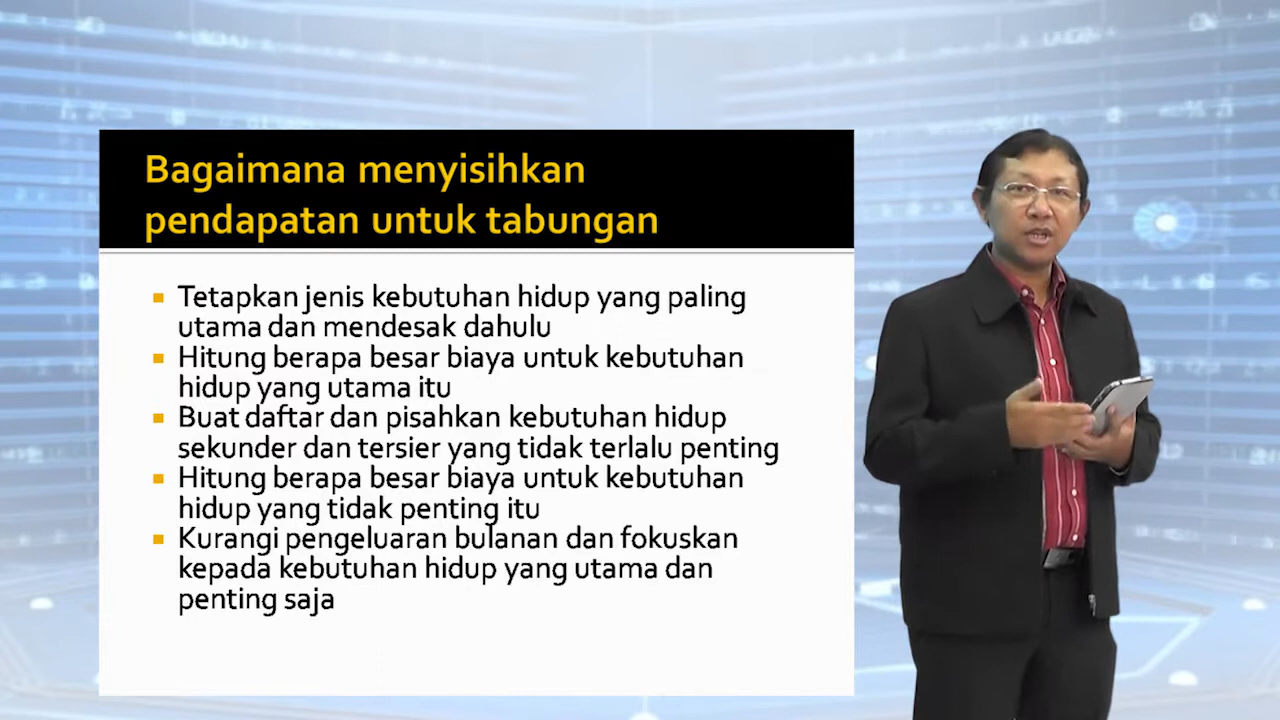 Bagaimana menyisihkan
pendapatan untuk tabungan
Tetapkan jenis kebutuhan hidup yang paling
utama dan mendesak dahulu
Hitung berapa besar biaya untuk kebutuhan
hidup yang utama itu
Buat daftar dan pisahkan kebutuhan hidup
sekunder dan tersier yang tidak terlalu penting
Hitung berapa besar biaya untuk kebutuhan
hidup yang tidak penting itu
Kurangi pengeluaran bulanan dan fokuskan
kepada kebutuhan hidup yang utama dan
penting saja